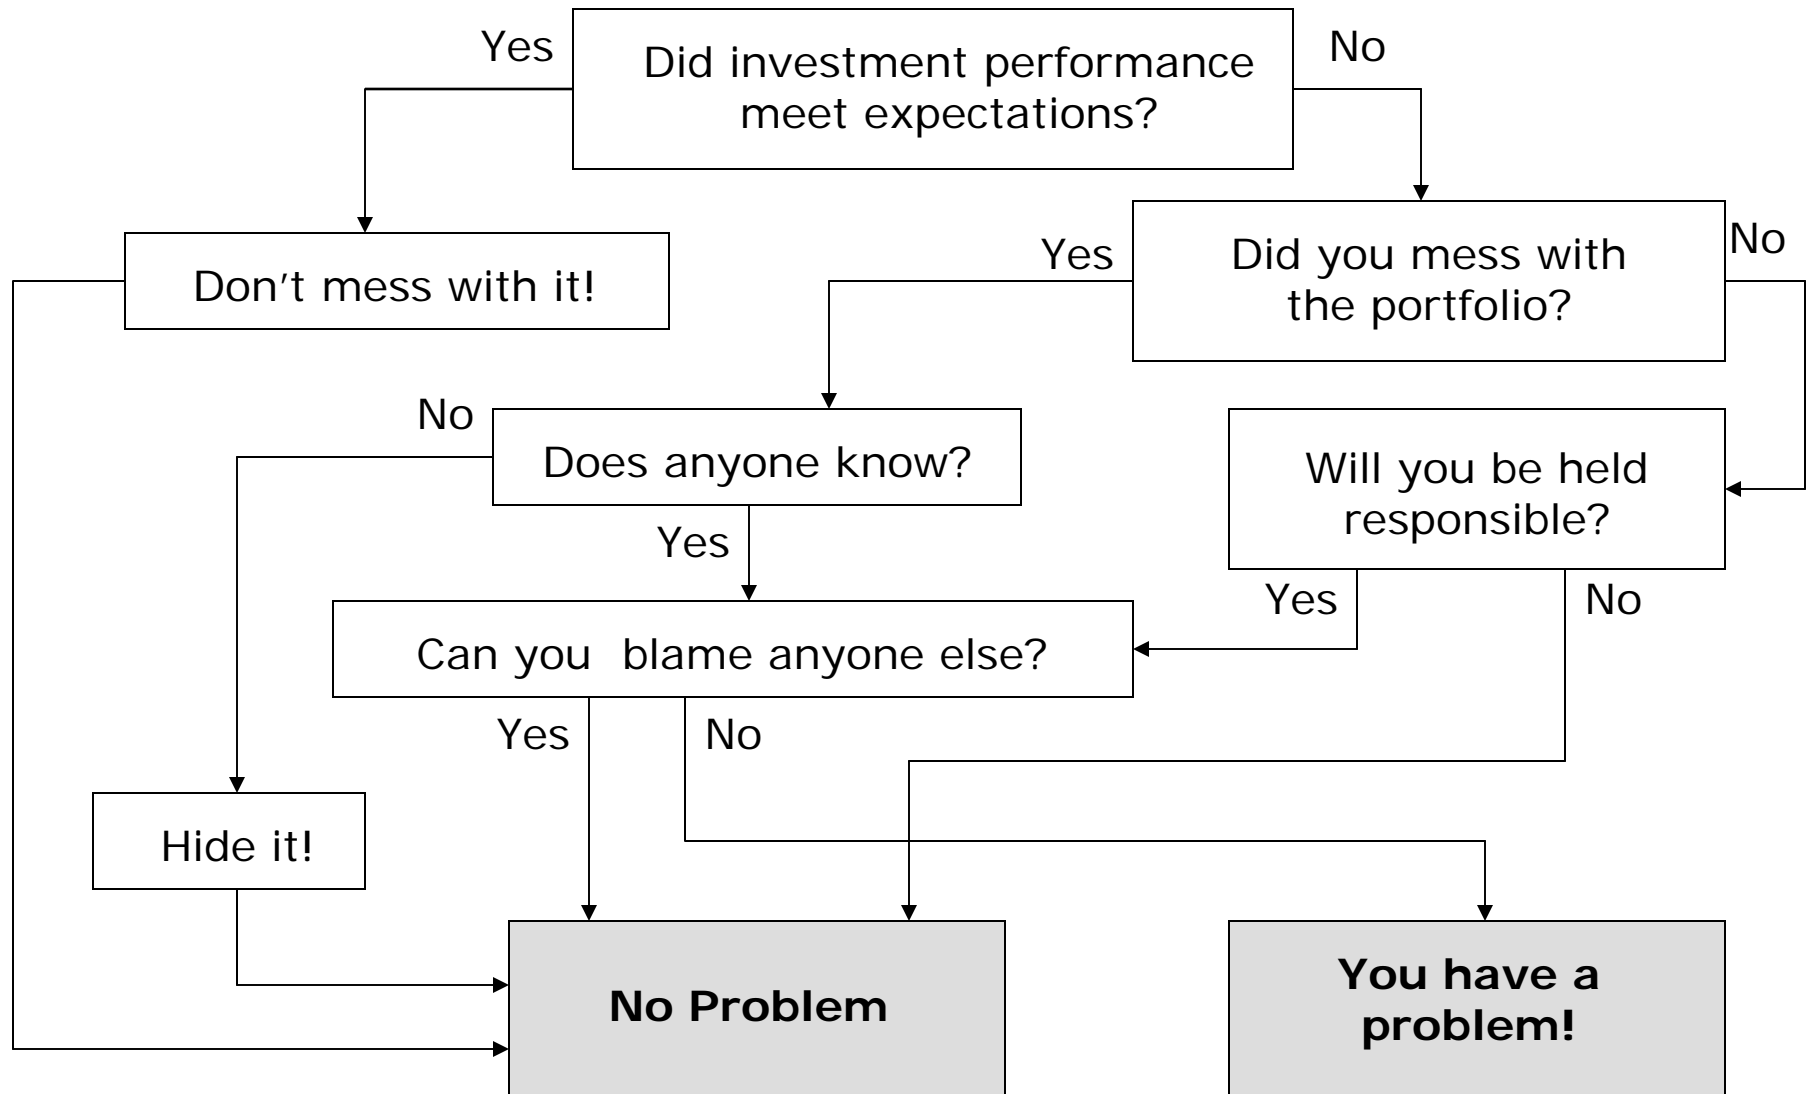 Yes
Did investment performance
meet expectations?
No
Don't mess with it!
Yes
Did you mess with
the portfolio?
No
No
Does anyone know?
Will you be held
responsible?
Yes
Yes
No
Can you  blame anyone else?
Yes
No
Hide it!
No Problem
You have a
problem!